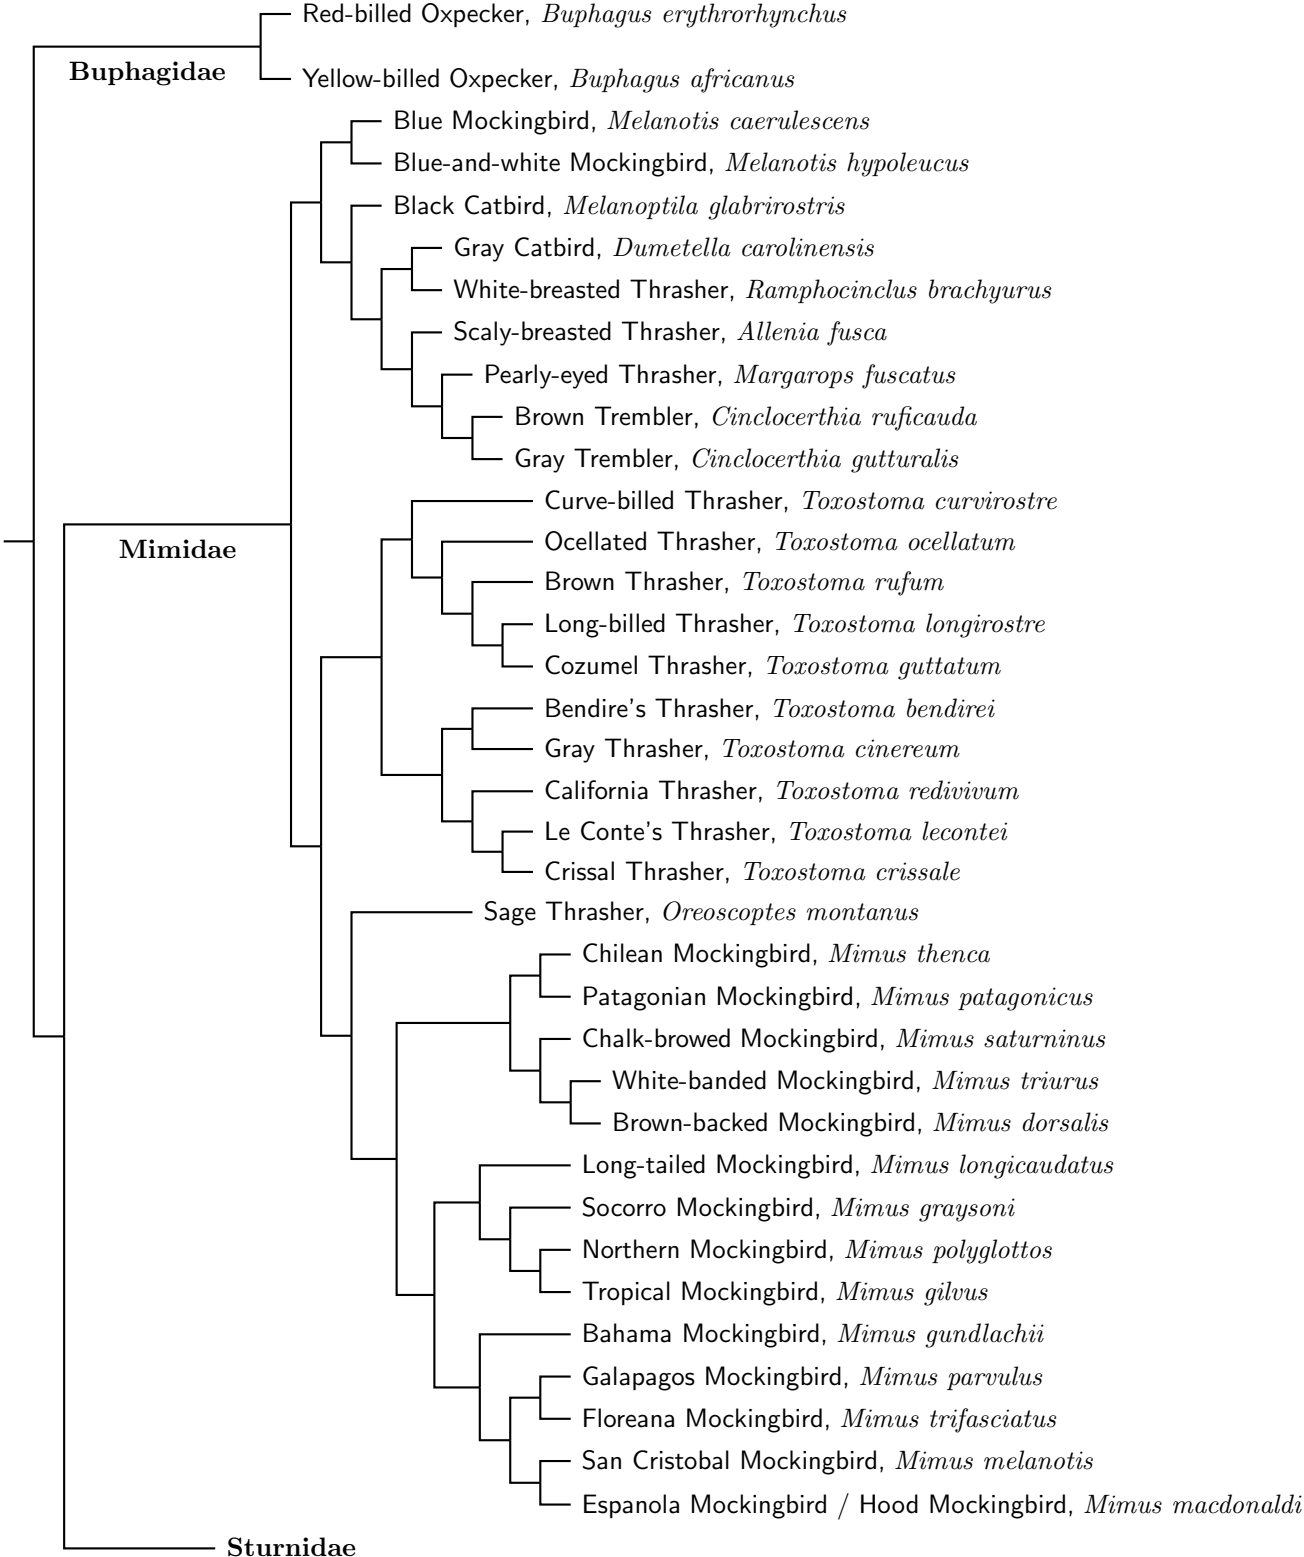 Red-billed Oxpecker, Buphagus erythrorhynchus
Buphagidae
Yellow-billed Oxpecker, Buphagus africanus
Blue Mockingbird, Melanotis caerulescens
Blue-and-white Mockingbird, Melanotis hypoleucus
Black Catbird, Melanoptila glabrirostris
Gray Catbird, Dumetella carolinensis
White-breasted Thrasher, Ramphocinclus brachyurus
Scaly-breasted Thrasher, Allenia fusca
Pearly-eyed Thrasher, Margarops fuscatus
Brown Trembler, Cinclocerthia ruficauda
Gray Trembler, Cinclocerthia gutturalis
Curve-billed Thrasher, Toxostoma curvirostre
Ocellated Thrasher, Toxostoma ocellatum
Mimidae
Brown Thrasher, Toxostoma rufum
Long-billed Thrasher, Toxostoma longirostre
Cozumel Thrasher, Toxostoma guttatum
Bendire's Thrasher, Toxostoma bendirei
Gray Thrasher, Toxostoma cinereum
California Thrasher, Toxostoma redivivum
Le Conte's Thrasher, Toxostoma lecontei
Crissal Thrasher, Toxostoma crissale
Sage Thrasher, Oreoscoptes montanus
Chilean Mockingbird, Mimus thenca
Patagonian Mockingbird, Mimus patagonicus
Chalk-browed Mockingbird, Mimus saturninus
White-banded Mockingbird, Mimus triurus
Brown-backed Mockingbird, Mimus dorsalis
Long-tailed Mockingbird, Mimus longicaudatus
Socorro Mockingbird, Mimus graysoni
Northern Mockingbird, Mimus polyglottos
Tropical Mockingbird, Mimus gilvus
Bahama Mockingbird, Mimus gundlachii
Galapagos Mockingbird, Mimus parvulus
Floreana Mockingbird, Mimus trifasciatus
San Cristobal Mockingbird, Mimus melanotis
Espanola Mockingbird / Hood Mockingbird, Mimus macdonaldi
Sturnidae